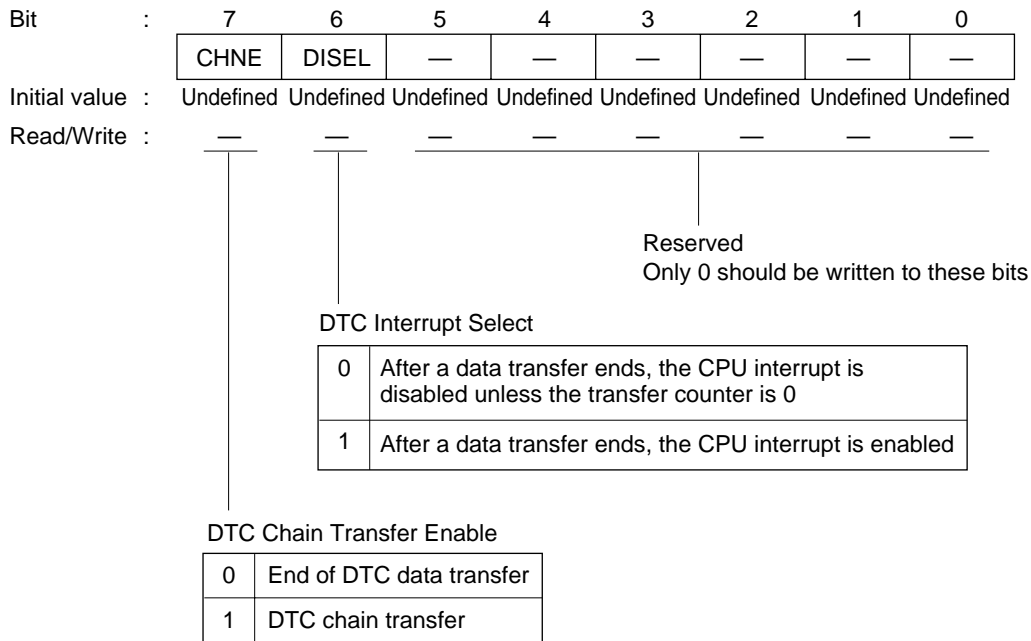 Bit : 7 6 5 4 3 2 1 0
CHNE DISEL — — — — — —
Initial value : Undefined Undefined Undefined Undefined Undefined Undefined Undefined Undefined
Read/Write : — — — — — — — —
Reserved
Only 0 should be written to these bits
DTC Interrupt Select
0 After a data transfer ends, the CPU interrupt is
disabled unless the transfer counter is 0
1 After a data transfer ends, the CPU interrupt is enabled
DTC Chain Transfer Enable
0 End of DTC data transfer
1 DTC chain transfer